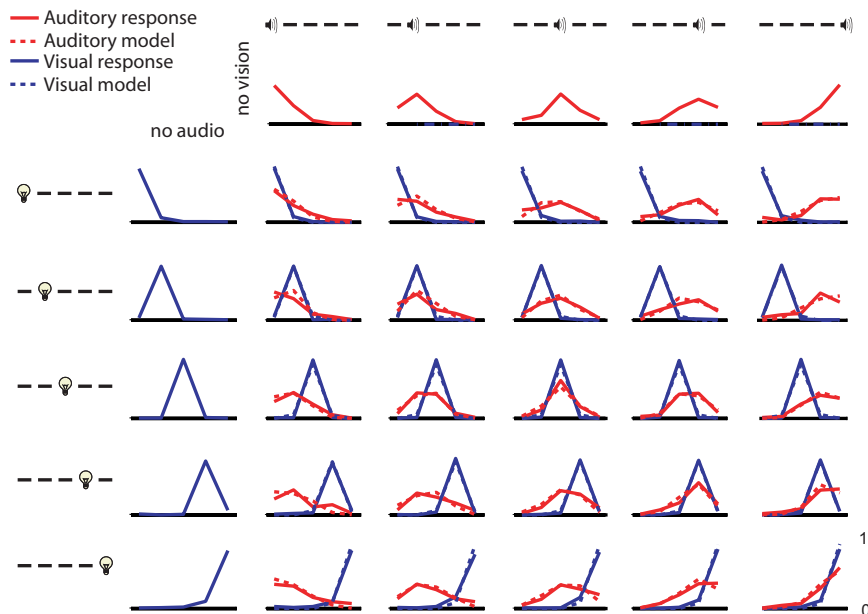 Auditory response
Auditory model
Visual response
Visual model
no vision
no audio
1
0